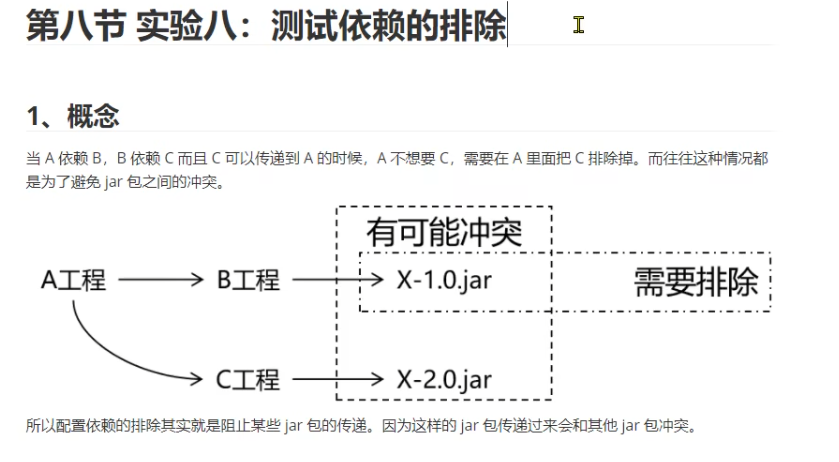 第八节 实验八：测试依赖的排除
1、概念
当 A 依赖 B，B 依赖 C 而且 C 可以传递到 A 的时候，A 不想要 C，需要在 A 里面把 C 排除掉。而往往这种情况都
是为了避免 jar 包之间的冲突。
有可能冲突
A工程
B工程
X-1.0.jar
需要排除
C工程
X-2.0.jar
所以配置依赖的排除其实就是阻止某些 jar 包的传递。因为这样的 jar 包传递过来会和其他 jar 包冲突。